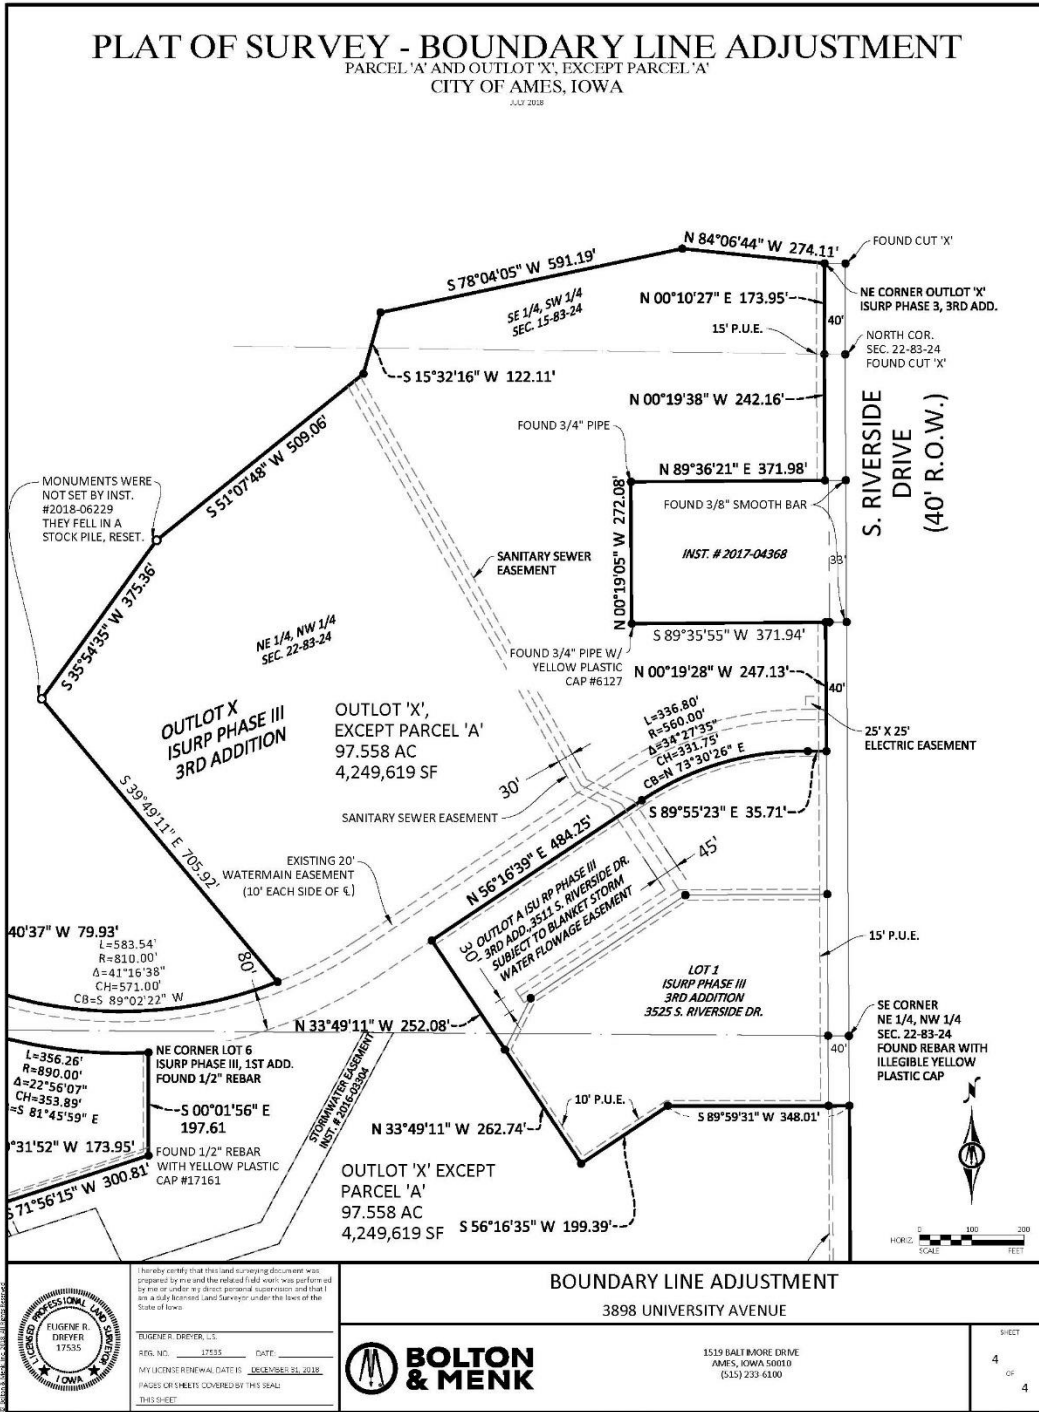 PLAT OF SURVEY - BOUNDARY LINE ADJUSTMENT
PARCEL 'A' AND OUTLOT 'X', EXCEPT PARCEL 'A'
CITY OF AMES, IOWA
JULY 2018
N 84°06'44" W 274.11'
FOUND CUT 'X'
S 78°04'05" W 591.19'
SE 1/4, SW 1/4
SEC. 15-83-24
N 00°10'27" E 173.95'
NE CORNER OUTLOT 'X'
ISURP PHASE 3, 3RD ADD.
40'
15' P.U.E.
NORTH COR.
SEC. 22-83-24
FOUND CUT 'X'
S 15°32'16" W 122.11'
N 00°19'38" W 242.16'
S. RIVERSIDE
DRIVE
(40' R.O.W.)
S 51°07'48" W 509.06'
FOUND 3/4" PIPE
N 89°36'21" E 371.98'
MONUMENTS WERE
NOT SET BY INST.
#2018-06229
THEY FELL IN A
STOCK PILE, RESET.
FOUND 3/8" SMOOTH BAR
N 00°19'05" W 272.08'
INST. # 2017-04368
33'
SANITARY SEWER
EASEMENT
S 35°54'35" W 375.36'
NE 1/4, NW 1/4
SEC. 22-83-24
S 89°35'55" W 371.94'
FOUND 3/4" PIPE W/
YELLOW PLASTIC
CAP #6127
N 00°19'28" W 247.13'
40'
OUTLOT X
ISURP PHASE III
3RD ADDITION
OUTLOT 'X',
EXCEPT PARCEL 'A'
97.558 AC
4,249,619 SF
L=336.80'
R=560.00'
Δ=34°27'35"
CH=331.75'
CB=N 73°30'26" E
25' X 25'
ELECTRIC EASEMENT
30'
S 39°49'11" E 705.92'
SANITARY SEWER EASEMENT
S 89°55'23" E 35.71'
N 56°16'39" E 484.25'
45'
EXISTING 20'
WATERMAIN EASEMENT
(10' EACH SIDE OF ℄)
OUTLOT A ISU RP PHASE III
3RD ADD., 3511 S. RIVERSIDE DR.
SUBJECT TO BLANKET STORM
WATER FLOWAGE EASEMENT
30'
40'37" W 79.93'
L=583.54'
R=810.00'
Δ=41°16'38"
CH=571.00'
CB=S 89°02'22" W
80'
15' P.U.E.
LOT 1
ISURP PHASE III
3RD ADDITION
3525 S. RIVERSIDE DR.
SE CORNER
NE 1/4, NW 1/4
SEC. 22-83-24
FOUND REBAR WITH
ILLEGIBLE YELLOW
PLASTIC CAP
N 33°49'11" W 252.08'
40'
L=356.26'
R=890.00'
Δ=22°56'07"
CH=353.89'
=S 81°45'59" E
NE CORNER LOT 6
ISURP PHASE III, 1ST ADD.
FOUND 1/2" REBAR
S 00°01'56" E
197.61
STORMWATER EASEMENT
INST. # 2016-03304
10' P.U.E.
S 89°59'31" W 348.01'
N
N 33°49'11" W 262.74'
°31'52" W 173.95'
FOUND 1/2" REBAR
WITH YELLOW PLASTIC
CAP #17161
S 71°56'15" W 300.81'
OUTLOT 'X' EXCEPT
PARCEL 'A'
97.558 AC
4,249,619 SF
S 56°16'35" W 199.39'
0 100 200
HORIZ.
SCALE FEET
LICENSED PROFESSIONAL LAND SURVEYOR
EUGENE R.
DREYER
17535
IOWA
I hereby certify that this land surveying document was
prepared by me and the related field work was performed
by me or under my direct personal supervision and that I
am a duly licensed Land Surveyor under the laws of the
State of Iowa.
EUGENE R. DREYER, L.S.
REG. NO. 17535 DATE:
MY LICENSE RENEWAL DATE IS DECEMBER 31, 2018
PAGES OR SHEETS COVERED BY THIS SEAL:
THIS SHEET
BOUNDARY LINE ADJUSTMENT
3898 UNIVERSITY AVENUE
BOLTON
& MENK
1519 BALTIMORE DRIVE
AMES, IOWA 50010
(515) 233-6100
SHEET
4
OF
4
© Bolton & Menk, Inc. 2018, All Rights Reserved